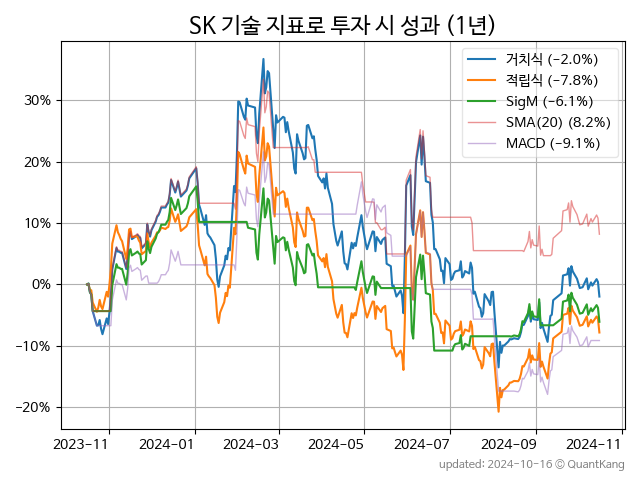 SK 기술 지표로 투자 시 성과 (1년)
거치식 (−2.0%)
적립식 (−7.8%)
SigM (−6.1%)
SMA(20) (8.2%)
MACD (−9.1%)
30%
20%
10%
0%
−10%
−20%
2023-11 2024-01 2024-03 2024-05 2024-07 2024-09 2024-11
updated: 2024-10-16 © QuantKang